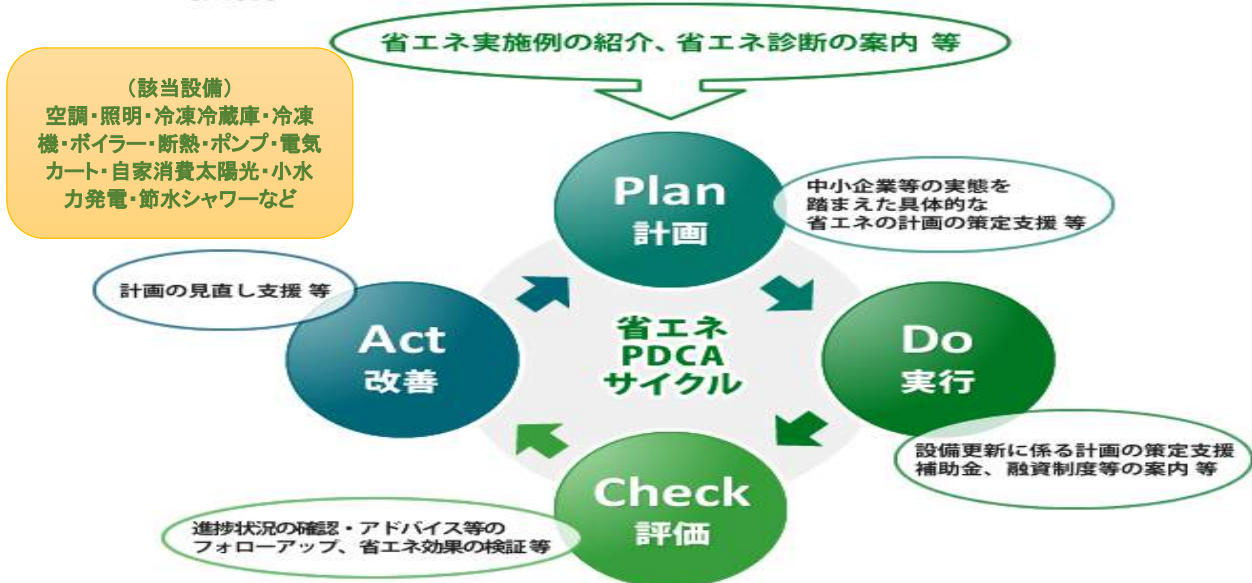 省エネ実施例の紹介、省エネ診断の案内 等
（該当設備）
空調・照明・冷凍冷蔵庫・冷凍
機・ボイラー・断熱・ポンプ・電気
カート・自家消費太陽光・小水
力発電・節水シャワーなど
Plan
計画
中小企業等の実態を
踏まえた具体的な
省エネの計画の策定支援 等
計画の見直し支援 等
Act
改善
省エネ
PDCA
サイクル
Do
実行
設備更新に係る計画の策定支援
補助金、融資制度等の案内 等
Check
評価
進捗状況の確認・アドバイス等の
フォローアップ、省エネ効果の検証 等